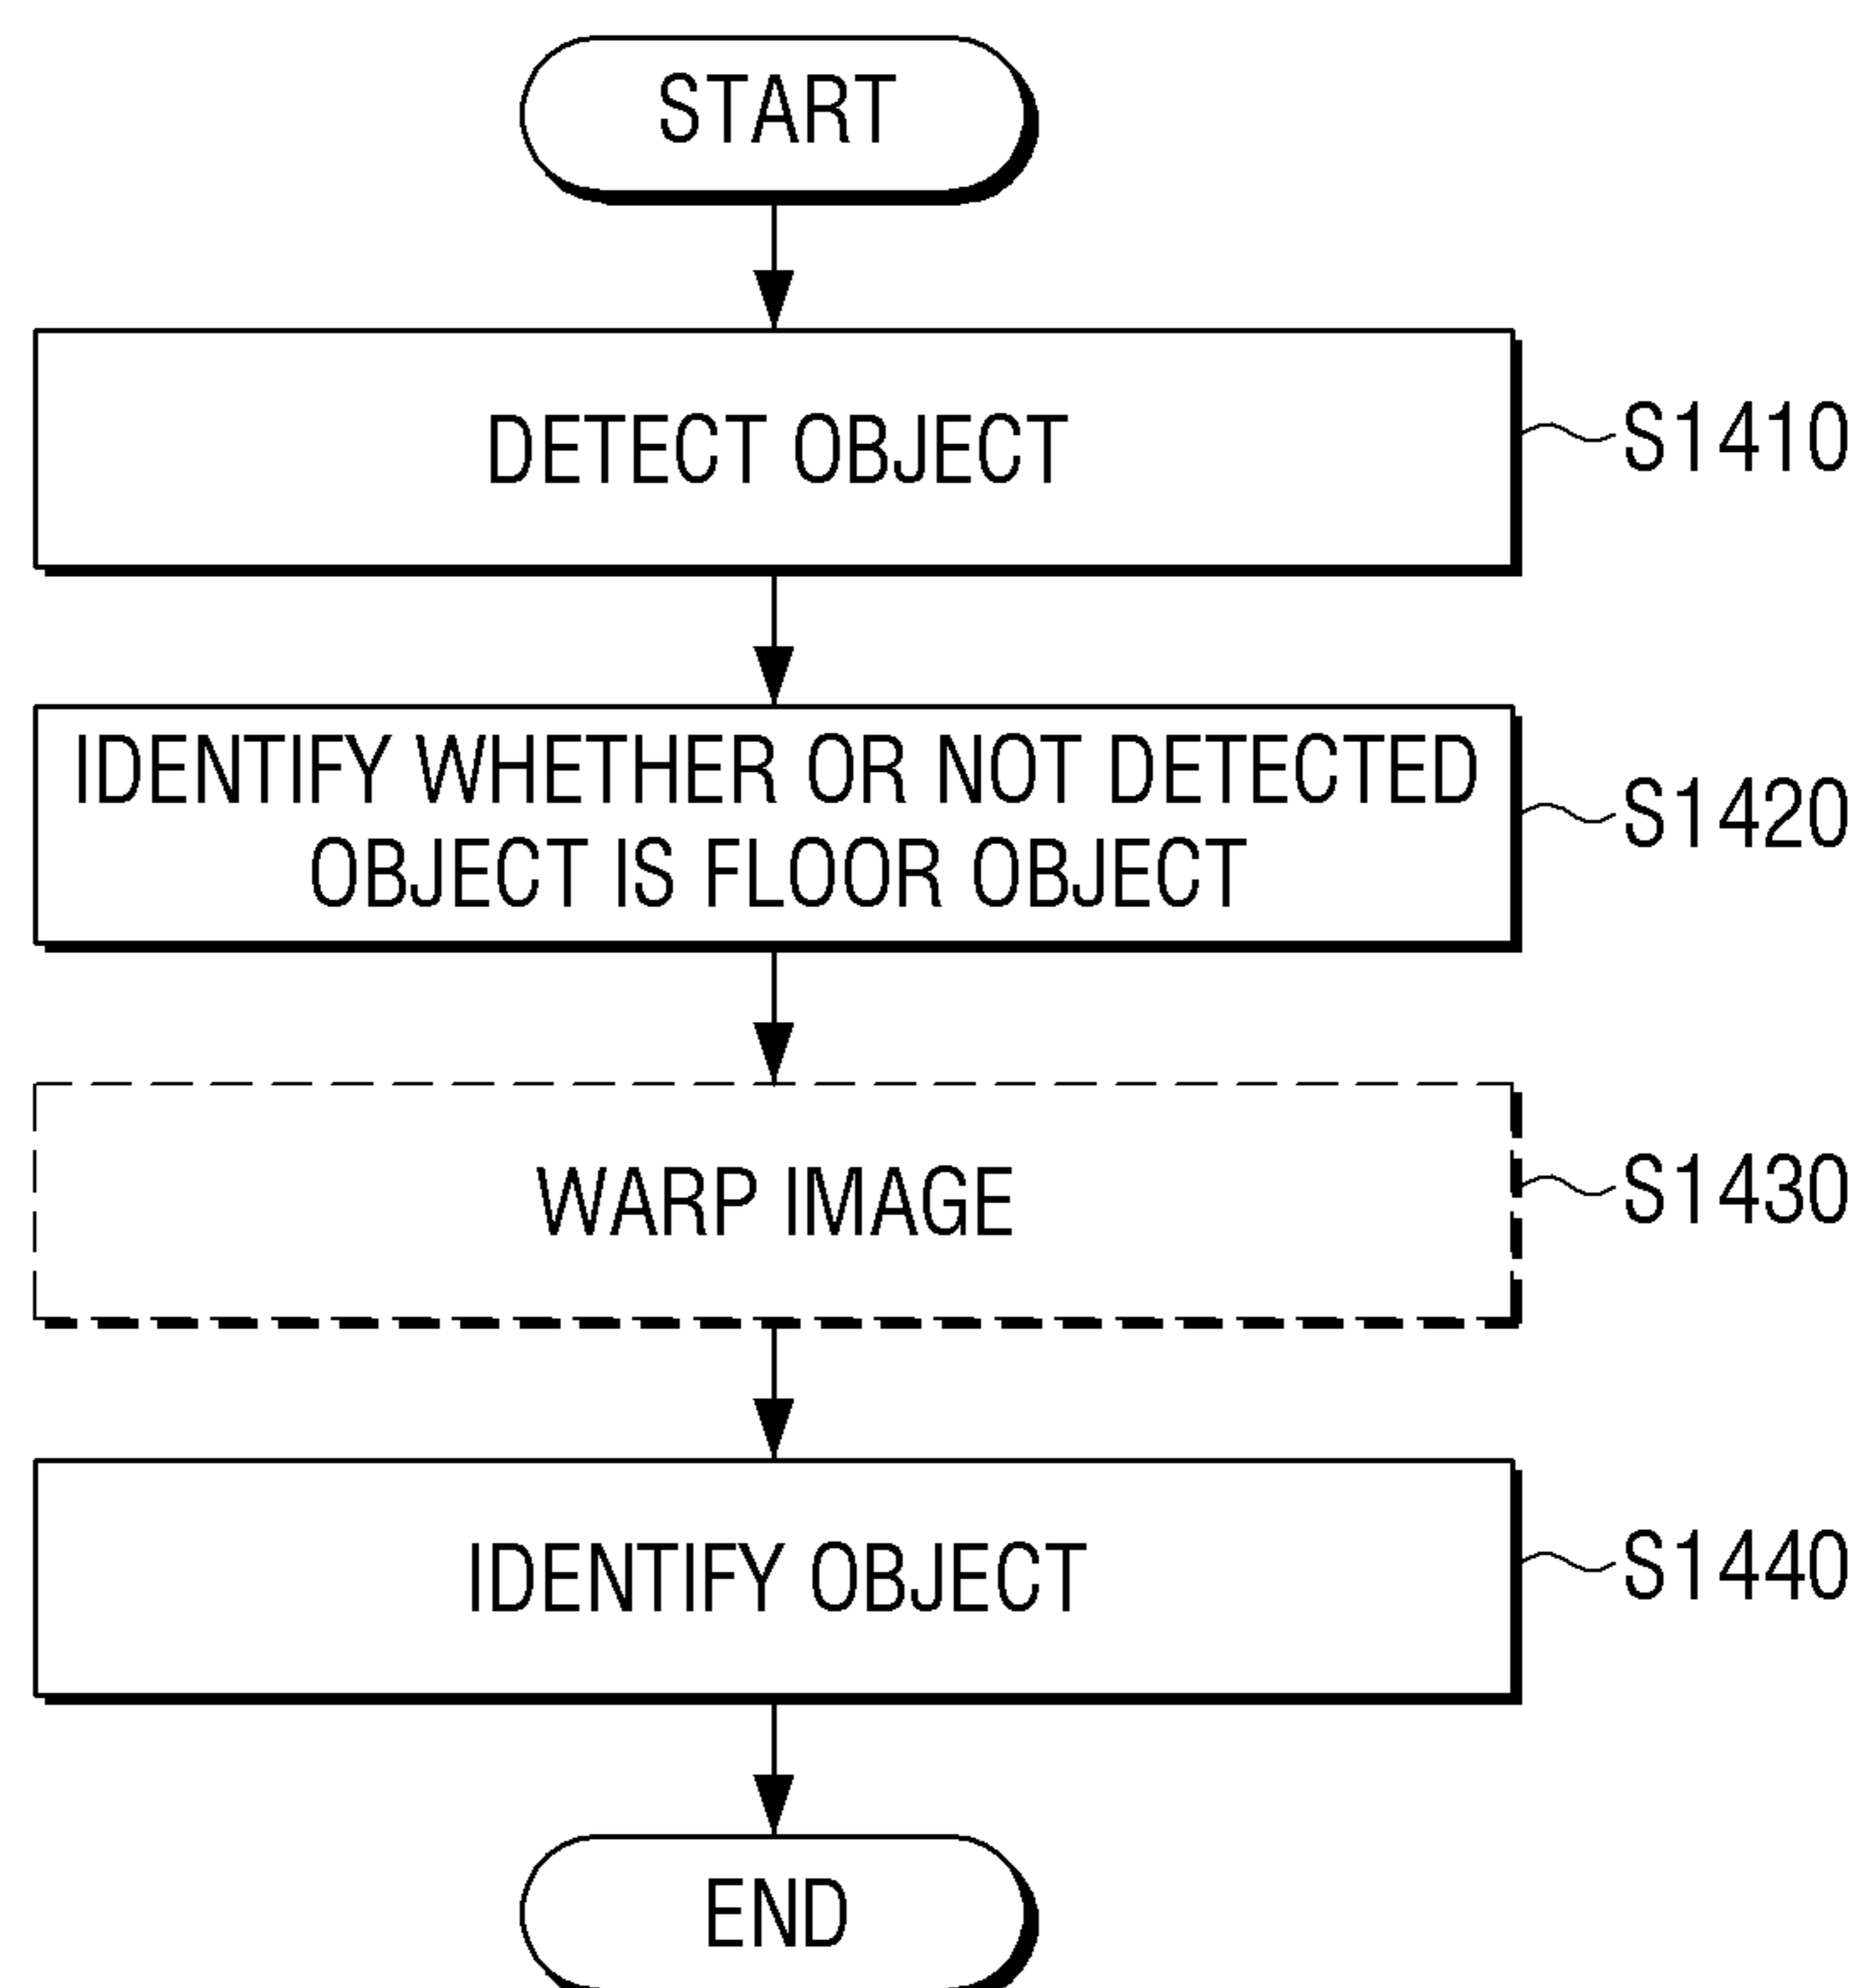 START
DETECT OBJECT
S1410
IDENTIFY WHETHER OR NOT DETECTED
OBJECT IS FLOOR OBJECT
S1420
WARP IMAGE
S1430
IDENTIFY OBJECT
S1440
END